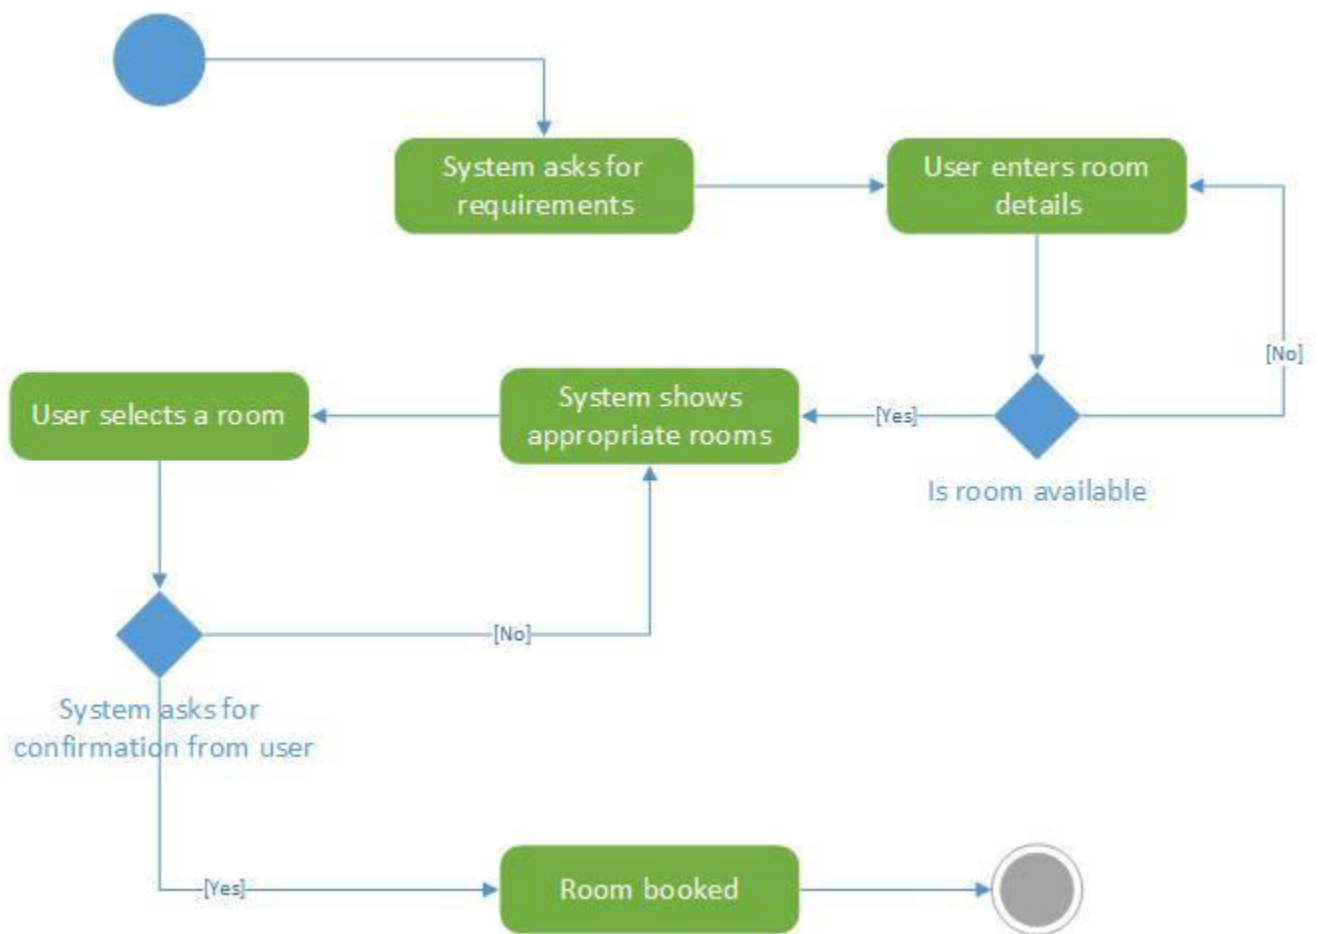 System asks for
requirements
User enters room
details
[No]
User selects a room
System shows
appropriate rooms
[Yes]
Is room available
[No]
System asks for
confirmation from user
[Yes]
Room booked